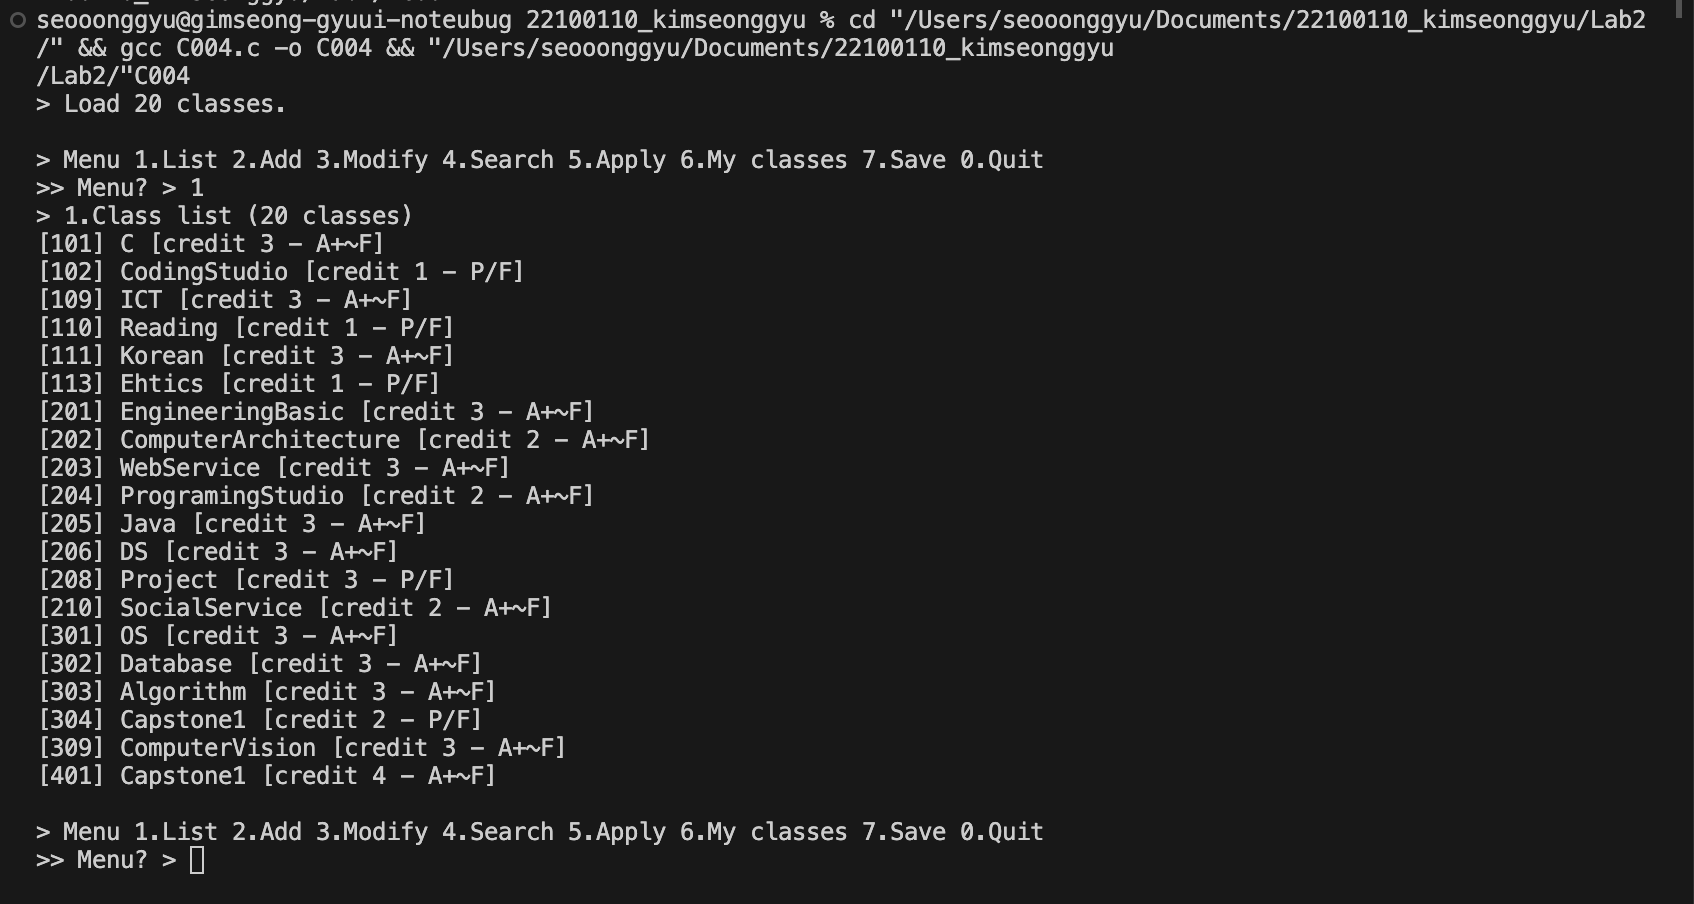 seooonggyu@gimseong-gyuui-noteubug 22100110_kimseonggyu % cd "/Users/seooonggyu/Documents/22100110_kimseonggyu/Lab2
/" && gcc C004.c -o C004 && "/Users/seooonggyu/Documents/22100110_kimseonggyu
/Lab2/"C004
> Load 20 classes.

> Menu 1.List 2.Add 3.Modify 4.Search 5.Apply 6.My classes 7.Save 0.Quit
>> Menu? > 1
> 1.Class list (20 classes)
[101] C [credit 3 - A+~F]
[102] CodingStudio [credit 1 - P/F]
[109] ICT [credit 3 - A+~F]
[110] Reading [credit 1 - P/F]
[111] Korean [credit 3 - A+~F]
[113] Ehtics [credit 1 - P/F]
[201] EngineeringBasic [credit 3 - A+~F]
[202] ComputerArchitecture [credit 2 - A+~F]
[203] WebService [credit 3 - A+~F]
[204] ProgramingStudio [credit 2 - A+~F]
[205] Java [credit 3 - A+~F]
[206] DS [credit 3 - A+~F]
[208] Project [credit 3 - P/F]
[210] SocialService [credit 2 - A+~F]
[301] OS [credit 3 - A+~F]
[302] Database [credit 3 - A+~F]
[303] Algorithm [credit 3 - A+~F]
[304] Capstone1 [credit 2 - P/F]
[309] ComputerVision [credit 3 - A+~F]
[401] Capstone1 [credit 4 - A+~F]

> Menu 1.List 2.Add 3.Modify 4.Search 5.Apply 6.My classes 7.Save 0.Quit
>> Menu? >